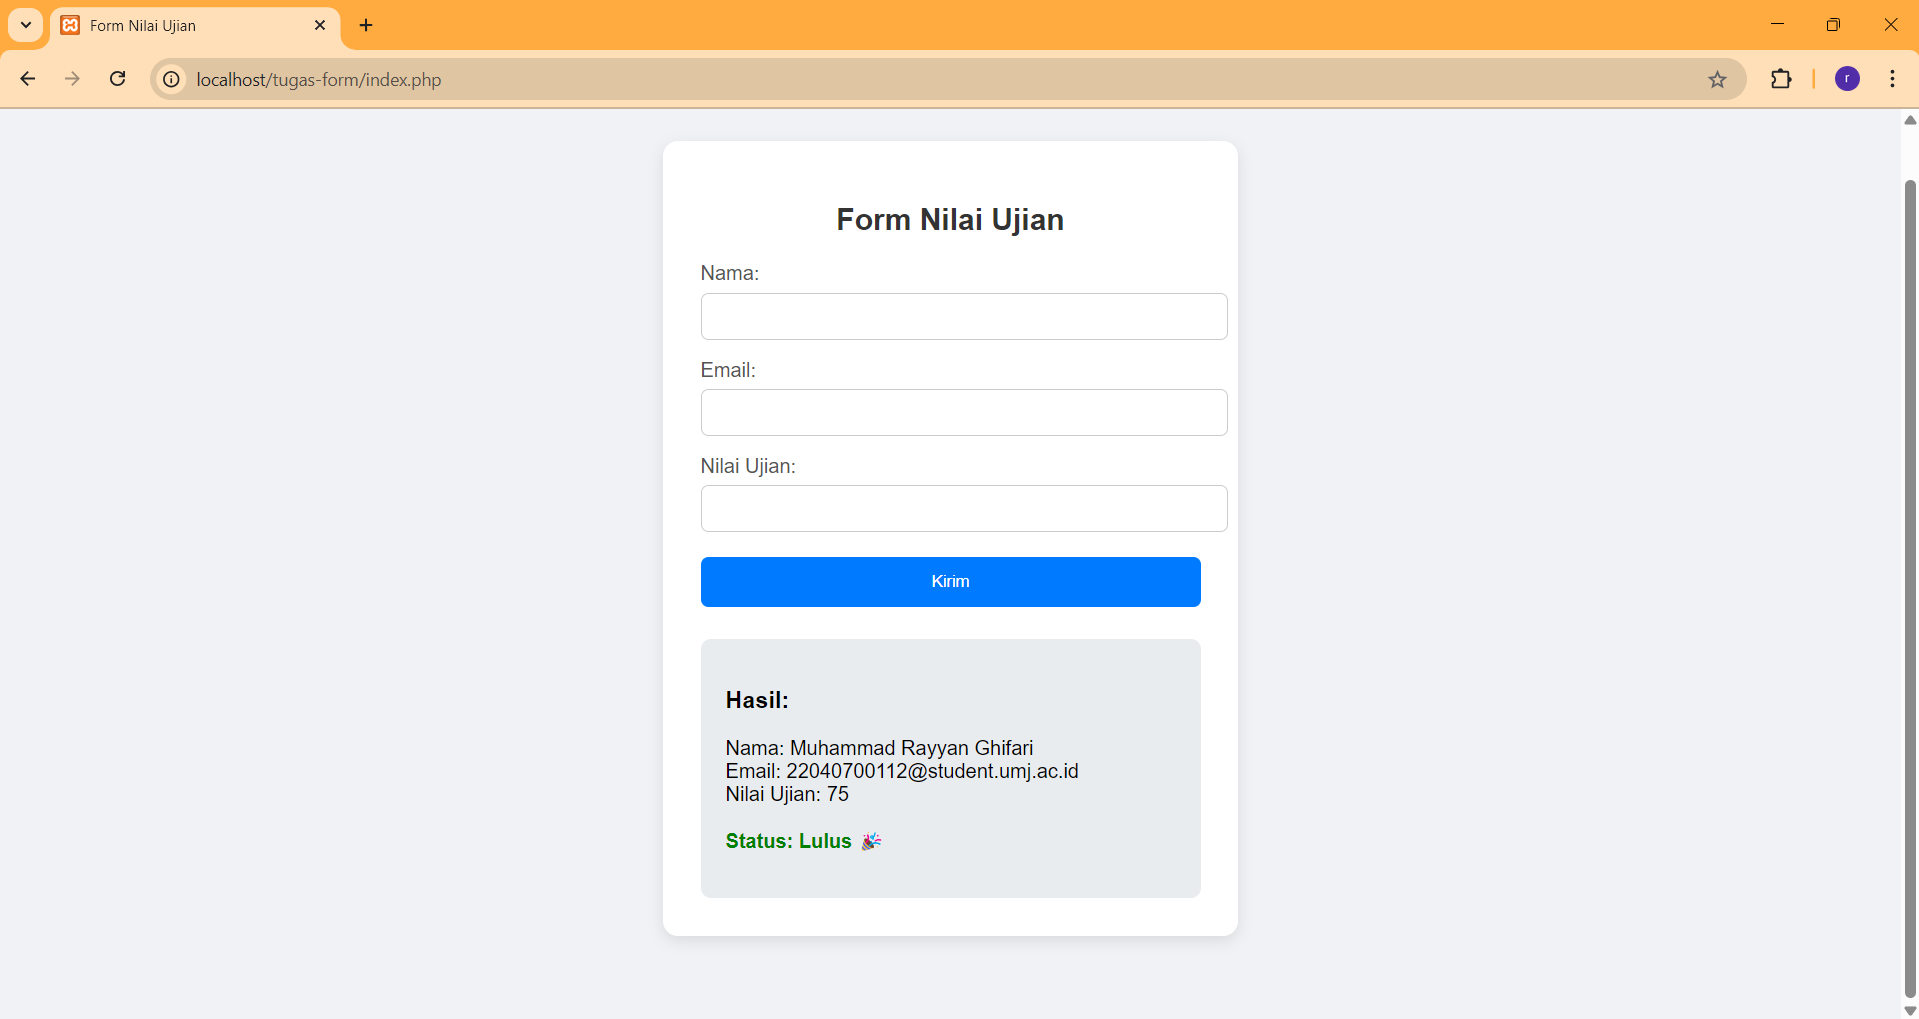 Form Nilai Ujian
localhost/tugas-form/index.php
r
Form Nilai Ujian
Nama:
Email:
Nilai Ujian:
Kirim
Hasil:
Nama: Muhammad Rayyan Ghifari
Email: 22040700112@student.umj.ac.id
Nilai Ujian: 75
Status: Lulus 🎉